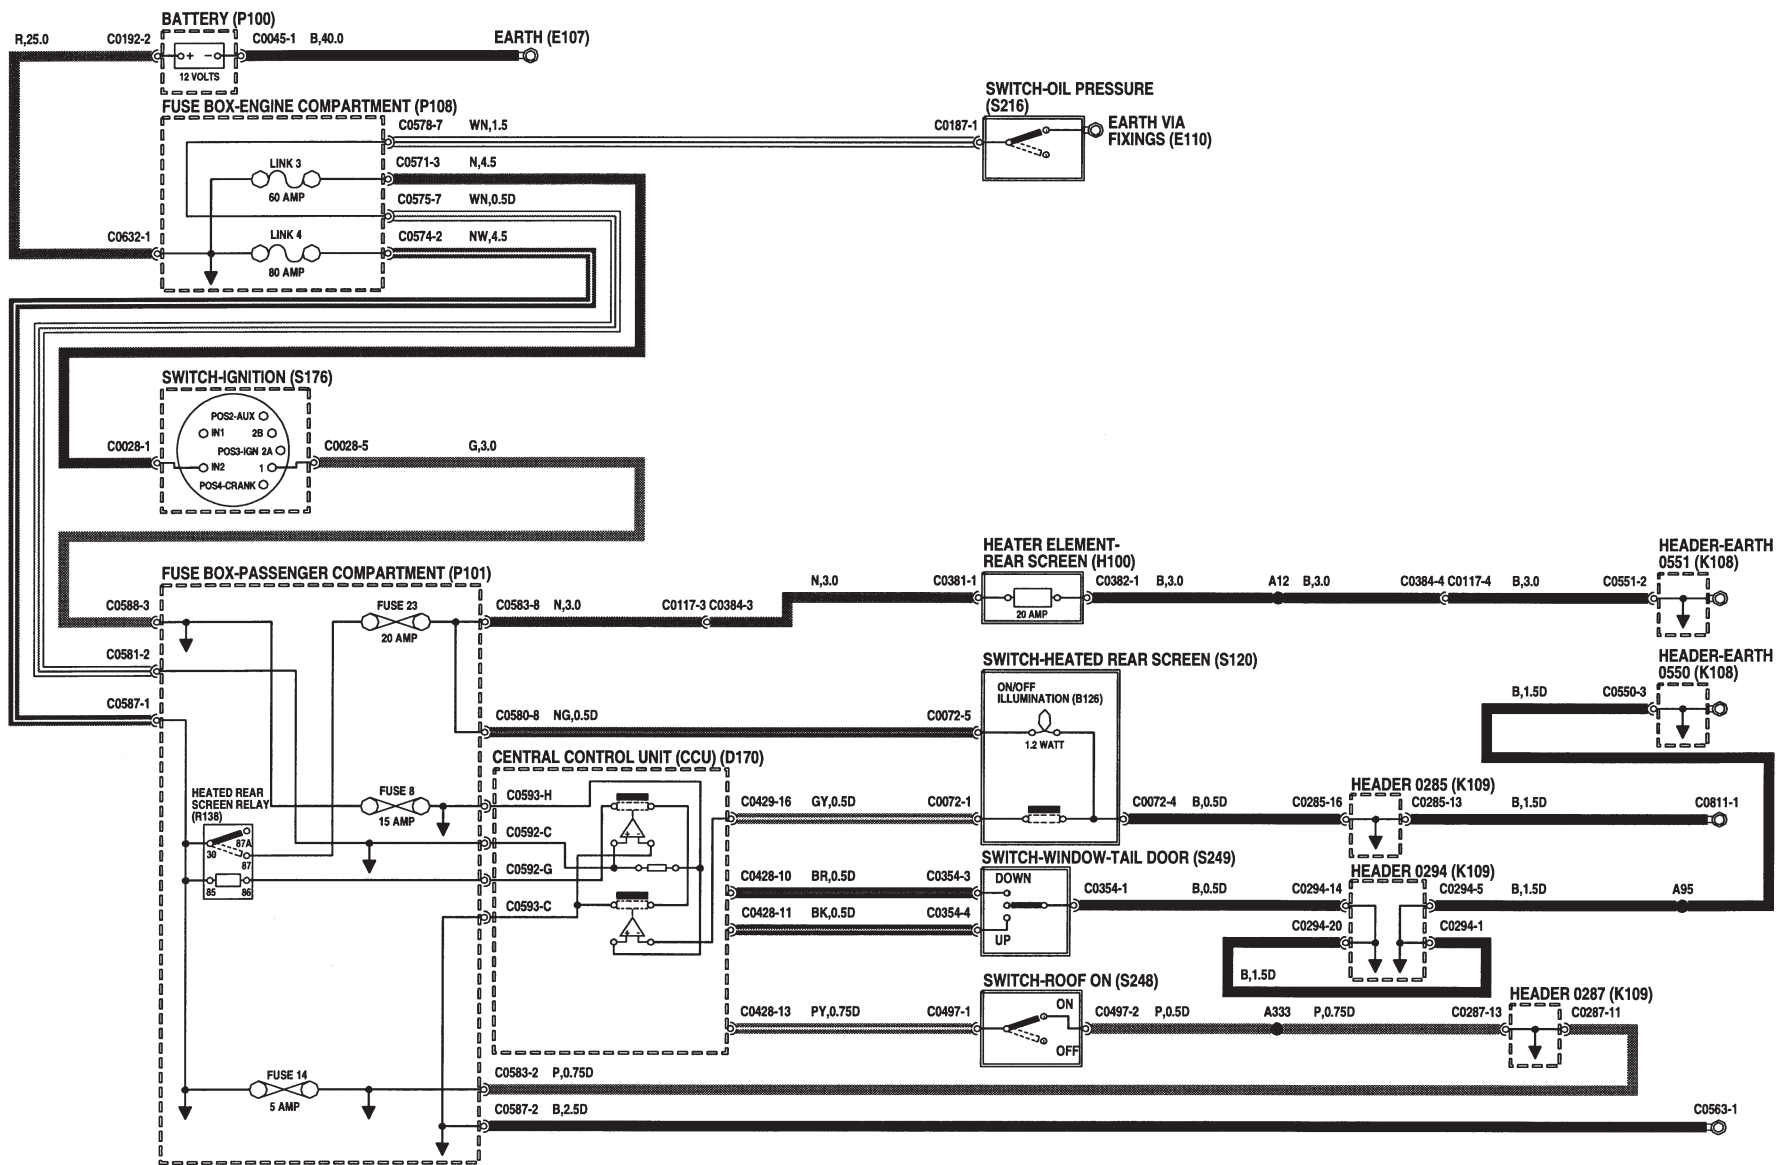 BATTERY (P100)
R,25.0
C0192-2
C0045-1
B,40.0
EARTH (E107)
+
−
12 VOLTS
FUSE BOX-ENGINE COMPARTMENT (P108)
C0578-7
WN,1.5
C0187-1
SWITCH-OIL PRESSURE
(S216)
EARTH VIA
FIXINGS (E110)
LINK 3
60 AMP
C0571-3
N,4.5
C0575-7
WN,0.5D
C0632-1
LINK 4
80 AMP
C0574-2
NW,4.5
SWITCH-IGNITION (S176)
POS2-AUX
IN1
2B
POS3-IGN 2A
IN2
1
POS4-CRANK
C0028-1
C0028-5
G,3.0
FUSE BOX-PASSENGER COMPARTMENT (P101)
C0588-3
FUSE 23
20 AMP
C0583-8
N,3.0
C0117-3
C0384-3
N,3.0
C0381-1
HEATER ELEMENT-
REAR SCREEN (H100)
20 AMP
C0382-1
B,3.0
A12
B,3.0
C0384-4
C0117-4
B,3.0
C0551-2
HEADER-EARTH
0551 (K108)
C0581-2
C0587-1
C0580-8
NG,0.5D
C0072-5
SWITCH-HEATED REAR SCREEN (S120)
ON/OFF
ILLUMINATION (B126)
1.2 WATT
HEADER-EARTH
0550 (K108)
B,1.5D
C0550-3
CENTRAL CONTROL UNIT (CCU) (D170)
HEATED REAR
SCREEN RELAY
(R138)
87A
30
87
85
86
FUSE 8
15 AMP
C0593-H
C0592-C
C0592-G
C0593-C
+
-
+
-
C0429-16
GY,0.5D
C0072-1
C0072-4
B,0.5D
C0285-16
HEADER 0285 (K109)
C0285-13
B,1.5D
C0811-1
SWITCH-WINDOW-TAIL DOOR (S249)
C0428-10
BR,0.5D
C0354-3
DOWN
C0428-11
BK,0.5D
C0354-4
UP
C0354-1
B,0.5D
C0294-14
HEADER 0294 (K109)
C0294-5
B,1.5D
A95
C0294-20
C0294-1
B,1.5D
SWITCH-ROOF ON (S248)
C0428-13
PY,0.75D
C0497-1
ON
OFF
C0497-2
P,0.5D
A333
P,0.75D
C0287-13
HEADER 0287 (K109)
C0287-11
FUSE 14
5 AMP
C0583-2
P,0.75D
C0587-2
B,2.5D
C0563-1